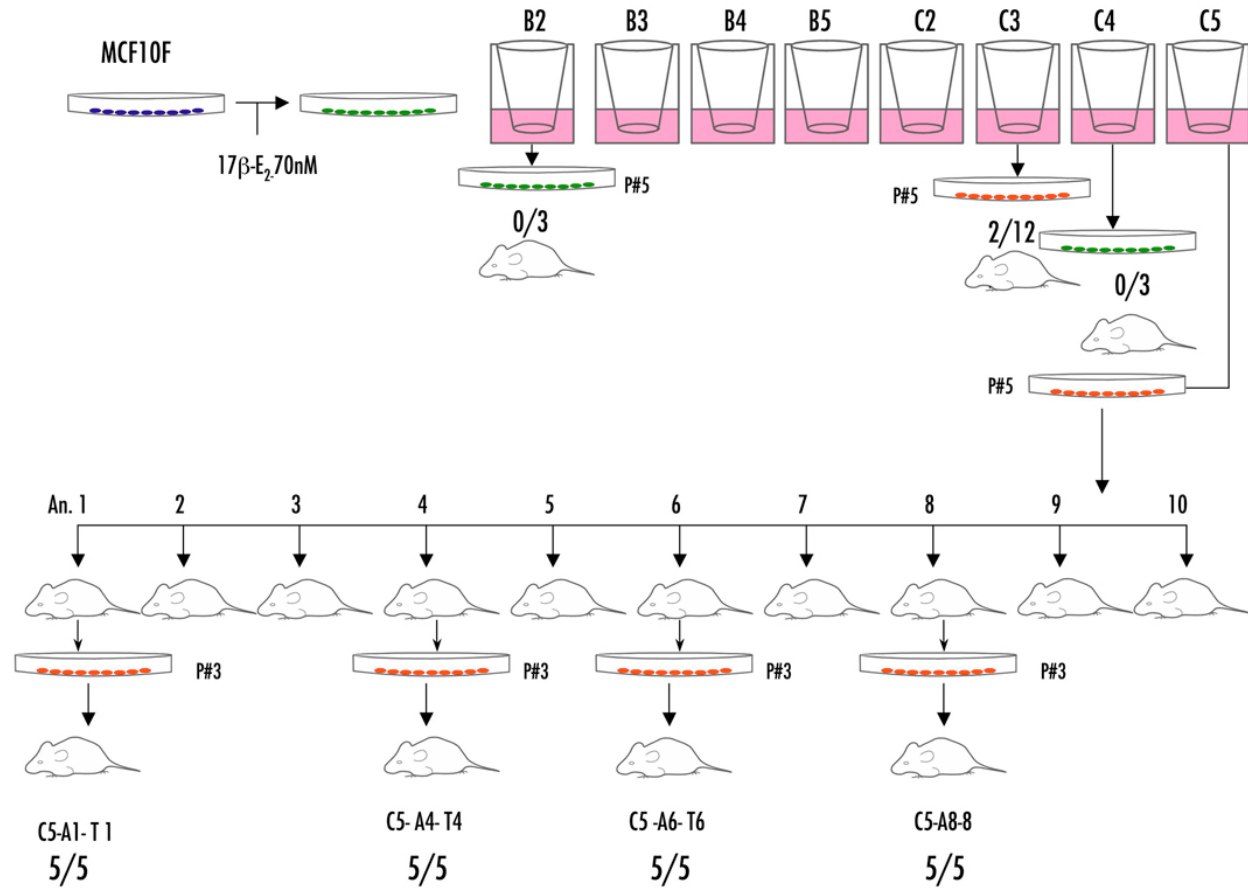 B2 B3 B4 B5 C2 C3 C4 C5
MCF10F
17β-E2-70nM
P#5
P#5
0/3
2/12
0/3
P#5
An. 1 2 3 4 5 6 7 8 9 10
P#3 P#3 P#3 P#3
C5-A1- T 1 C5- A4- T4 C5 -A6- T6 C5-A8-8
5/5 5/5 5/5 5/5